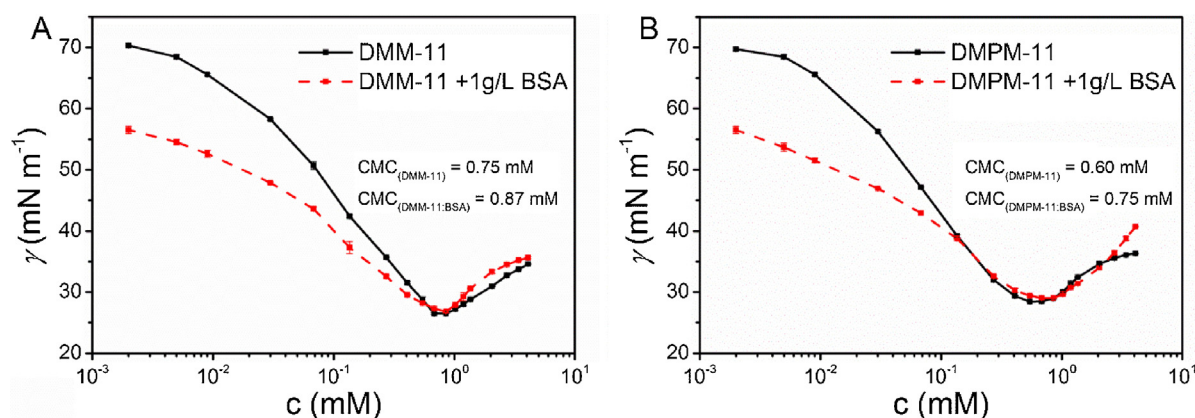 A
DMM-11
DMM-11 +1g/L BSA
CMC(DMM-11) = 0.75 mM
CMC(DMM-11:BSA) = 0.87 mM
γ (mN m⁻¹)
70
60
50
40
30
20
10⁻³ 10⁻² 10⁻¹ 10⁰ 10¹
c (mM)
B
DMPM-11
DMPM-11 +1g/L BSA
CMC(DMPM-11) = 0.60 mM
CMC(DMPM-11:BSA) = 0.75 mM
γ (mN m⁻¹)
70
60
50
40
30
20
10⁻³ 10⁻² 10⁻¹ 10⁰ 10¹
c (mM)